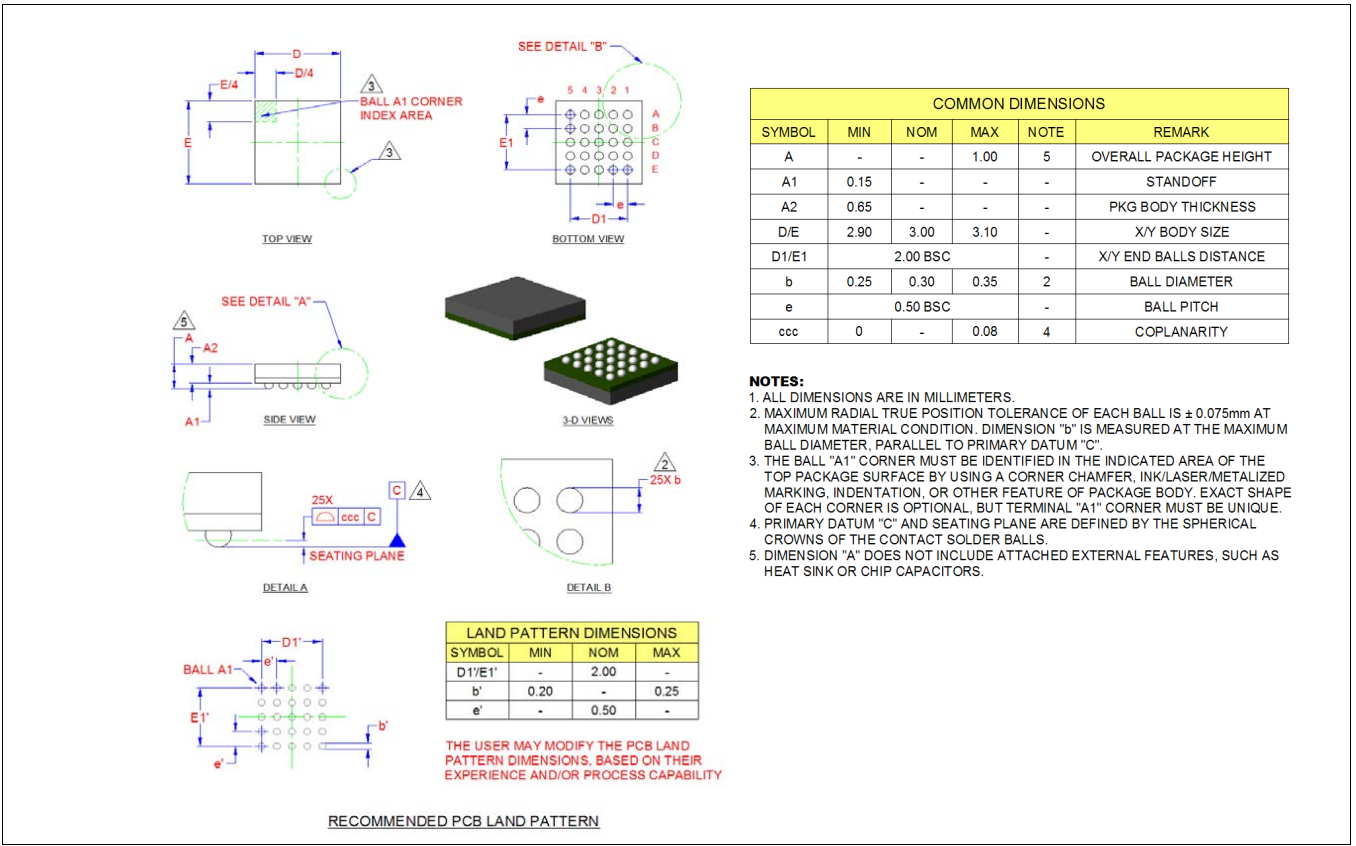 D
D/4
E/4
E
3
BALL A1 CORNER
INDEX AREA
3
TOP VIEW
SEE DETAIL "B"
5 4 3 2 1
e
A
B
C
D
E
E1
e
D1
BOTTOM VIEW
SEE DETAIL "A"
5
A
A2
A1
SIDE VIEW
3-D VIEWS
25X
ccc C
C
4
SEATING PLANE
DETAIL A
2
25X b
DETAIL B
D1'
e'
BALL A1
E1'
b'
e'
LAND PATTERN DIMENSIONS
SYMBOL MIN NOM MAX
D1'/E1' - 2.00 -
b' 0.20 - 0.25
e' - 0.50 -
THE USER MAY MODIFY THE PCB LAND
PATTERN DIMENSIONS, BASED ON THEIR
EXPERIENCE AND/OR PROCESS CAPABILITY
RECOMMENDED PCB LAND PATTERN
COMMON DIMENSIONS
SYMBOL MIN NOM MAX NOTE REMARK
A - - 1.00 5 OVERALL PACKAGE HEIGHT
A1 0.15 - - - STANDOFF
A2 0.65 - - - PKG BODY THICKNESS
D/E 2.90 3.00 3.10 - X/Y BODY SIZE
D1/E1 2.00 BSC - X/Y END BALLS DISTANCE
b 0.25 0.30 0.35 2 BALL DIAMETER
e 0.50 BSC - BALL PITCH
ccc 0 - 0.08 4 COPLANARITY
NOTES:
1. ALL DIMENSIONS ARE IN MILLIMETERS.
2. MAXIMUM RADIAL TRUE POSITION TOLERANCE OF EACH BALL IS ± 0.075mm AT
MAXIMUM MATERIAL CONDITION. DIMENSION "b" IS MEASURED AT THE MAXIMUM
BALL DIAMETER, PARALLEL TO PRIMARY DATUM "C".
3. THE BALL "A1" CORNER MUST BE IDENTIFIED IN THE INDICATED AREA OF THE
TOP PACKAGE SURFACE BY USING A CORNER CHAMFER, INK/LASER/METALIZED
MARKING, INDENTATION, OR OTHER FEATURE OF PACKAGE BODY. EXACT SHAPE
OF EACH CORNER IS OPTIONAL, BUT TERMINAL "A1" CORNER MUST BE UNIQUE.
4. PRIMARY DATUM "C" AND SEATING PLANE ARE DEFINED BY THE SPHERICAL
CROWNS OF THE CONTACT SOLDER BALLS.
5. DIMENSION "A" DOES NOT INCLUDE ATTACHED EXTERNAL FEATURES, SUCH AS
HEAT SINK OR CHIP CAPACITORS.